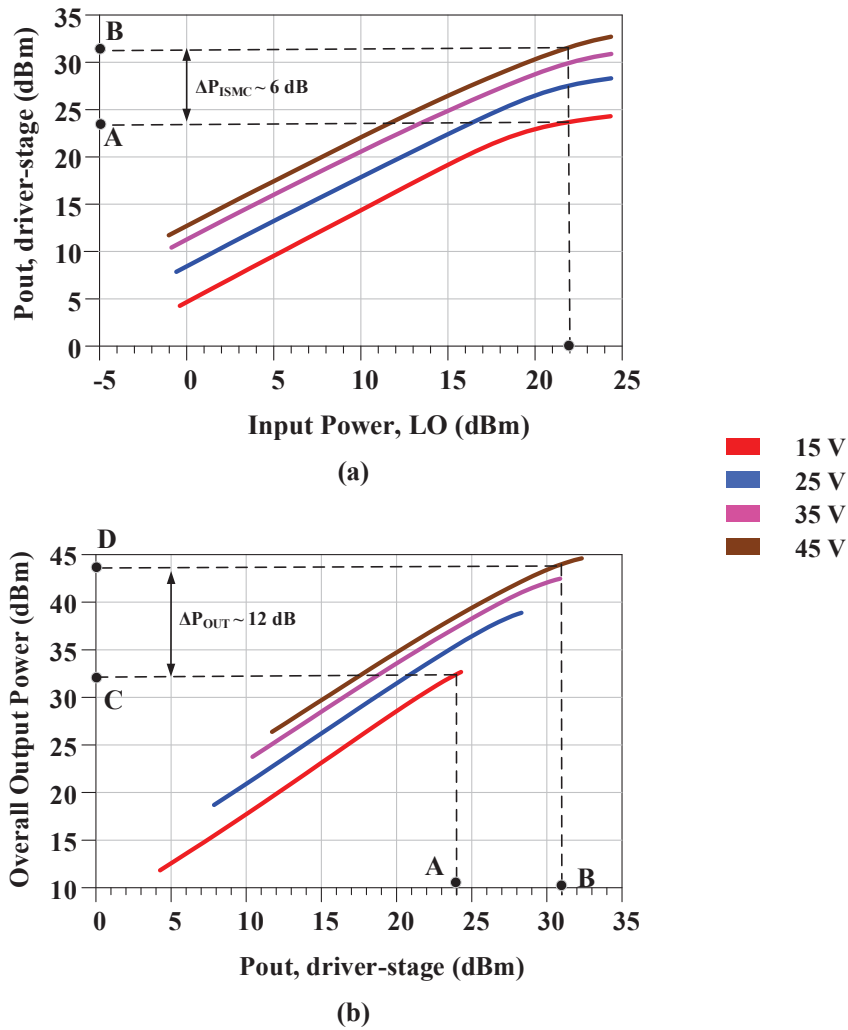 Pout, driver-stage (dBm)
35
30
25
20
15
10
5
0
B
A
ΔP_ISMC ~ 6 dB
-5 0 5 10 15 20 25
Input Power, LO (dBm)
(a)
15 V
25 V
35 V
45 V
Overall Output Power (dBm)
D
45
40
35
30
25
20
15
10
C
ΔP_OUT ~ 12 dB
A
B
0 5 10 15 20 25 30 35
Pout, driver-stage (dBm)
(b)